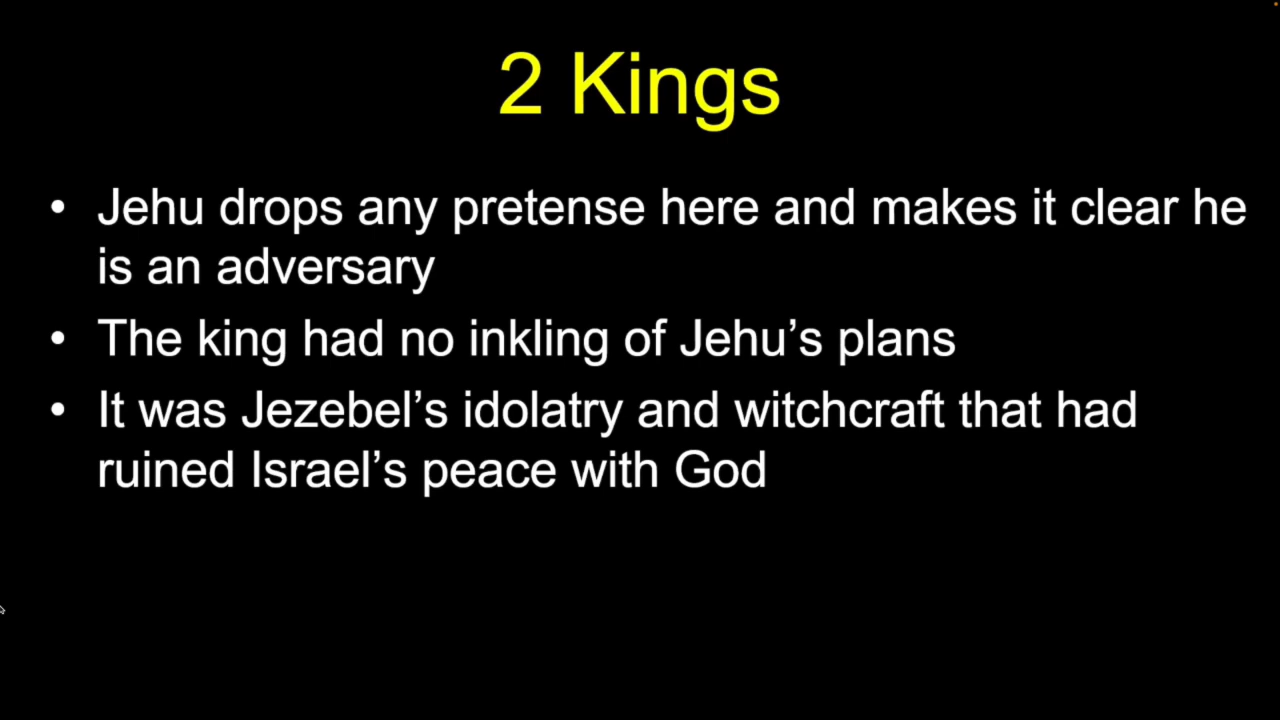 2 Kings
• Jehu drops any pretense here and makes it clear he
is an adversary
• The king had no inkling of Jehu’s plans
• It was Jezebel’s idolatry and witchcraft that had
ruined Israel’s peace with God